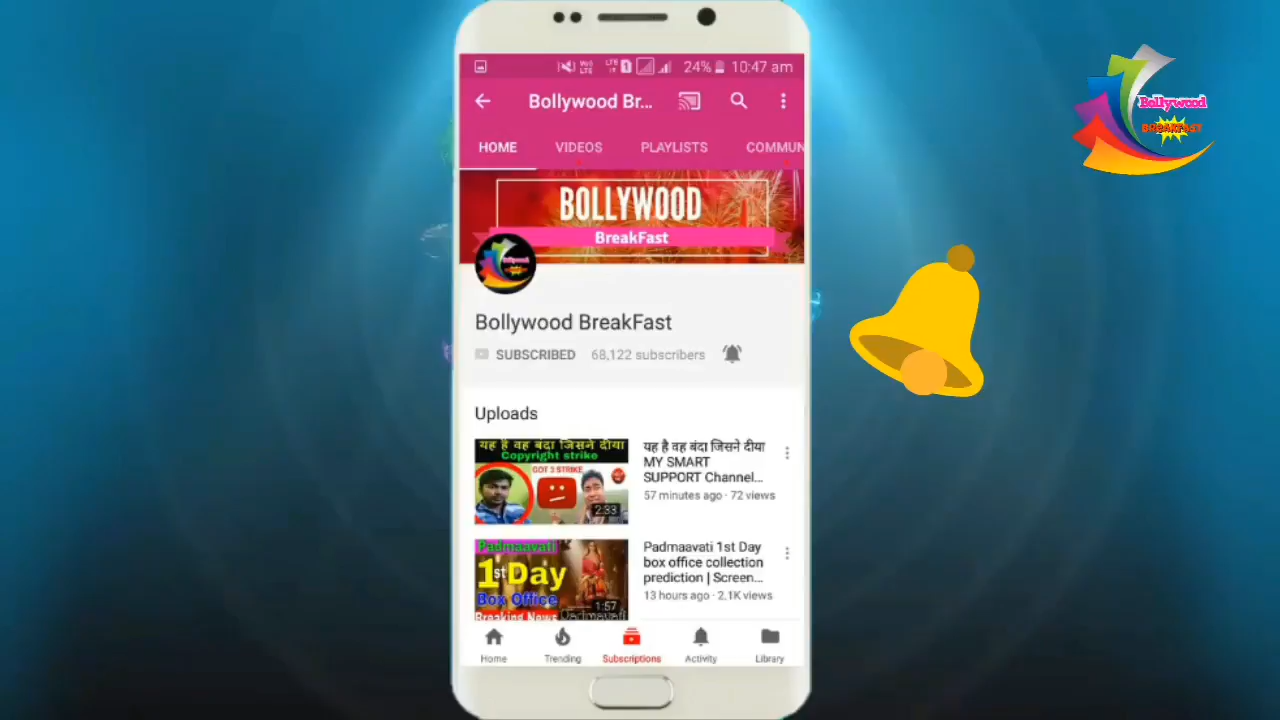 24% 10:47 am
Bollywood Br...
HOME VIDEOS PLAYLISTS COMMUN
BOLLYWOOD
BreakFast
Bollywood
BREAKFAST
Bollywood BreakFast
SUBSCRIBED 68,122 subscribers
Uploads
यह है वह बंदा जिसने दीया
Copyright strike
GOT 3 STRIKE
2:33
यह है वह बंदा जिसने दीया
MY SMART
SUPPORT Channel...
57 minutes ago · 72 views
Padmaavati
1st Day
Box Office
Breaking News
1:57
Padmavati
Padmaavati 1st Day
box office collection
prediction | Screen...
13 hours ago · 2.1K views
Home Trending Subscriptions Activity Library